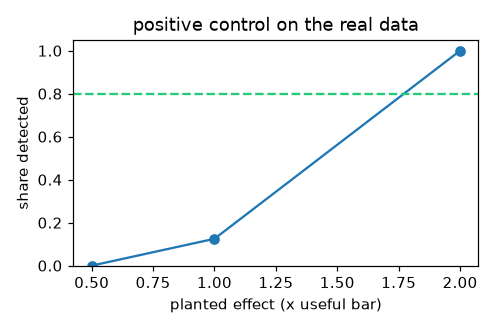 positive control on the real data
1.0
0.8
0.6
0.4
0.2
0.0
share detected
0.50 0.75 1.00 1.25 1.50 1.75 2.00
planted effect (x useful bar)